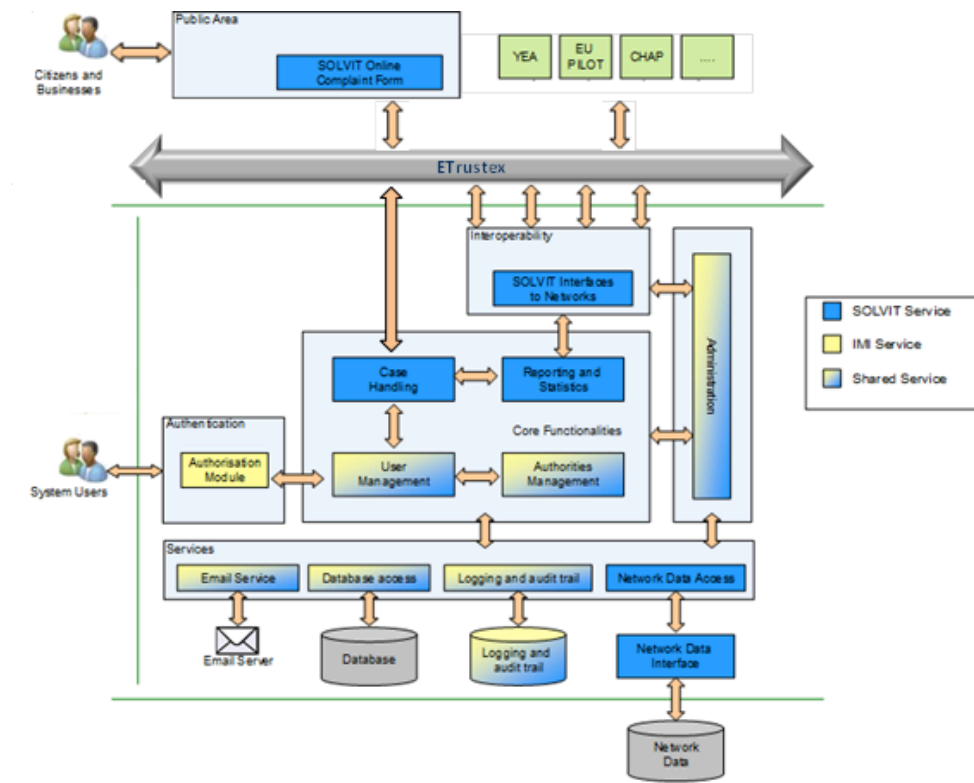 Public Area
Citizens and
Businesses
SOLVIT Online
Complaint Form
YEA
EU
PILOT
CHAP
....
ETrustex
Interoperability
SOLVIT Interfaces
to Networks
Administration
SOLVIT Service
IMI Service
Shared Service
Case
Handling
Reporting and
Statistics
Core Functionalities
Authentication
Authorisation
Module
System Users
User
Management
Authorities
Management
Services
Email Service
Database access
Logging and audit trail
Network Data Access
Email Server
Database
Logging and
audit trail
Network Data
Interface
Network
Data